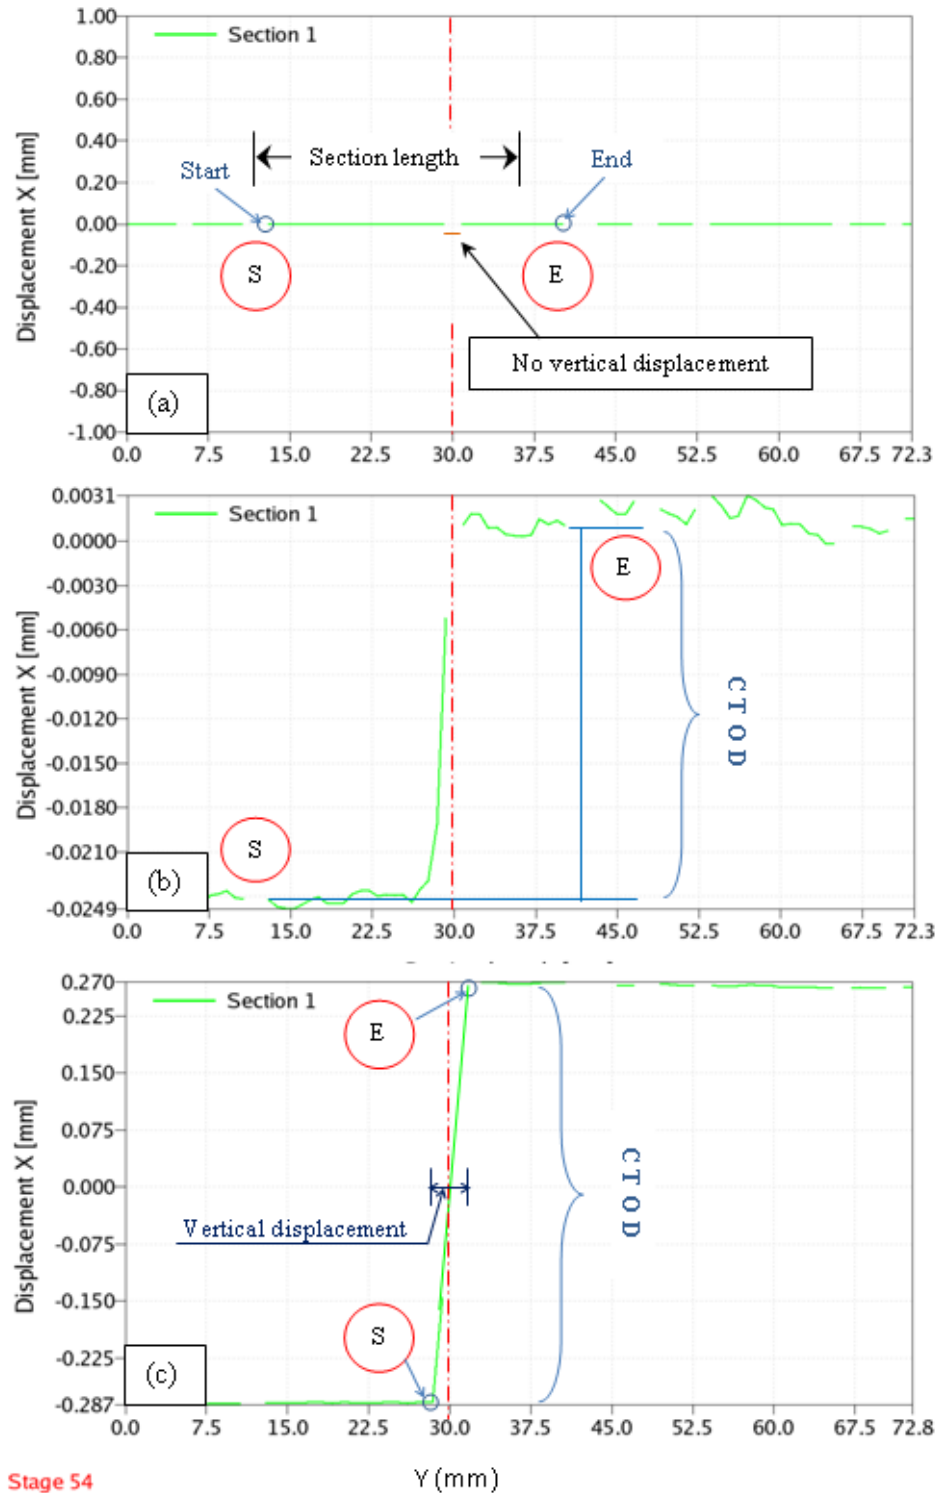 1.00
Section 1
0.80
0.60
0.40
Section length
End
Start
0.20
0.00
S
E
-0.20
-0.40
No vertical displacement
-0.60
-0.80
(a)
-1.00
0.0 7.5 15.0 22.5 30.0 37.5 45.0 52.5 60.0 67.5 72.3
Displacement X [mm]
0.0031
Section 1
0.0000
E
-0.0030
-0.0060
-0.0090
CTOD
-0.0120
-0.0150
-0.0180
S
-0.0210
(b)
-0.0249
0.0 7.5 15.0 22.5 30.0 37.5 45.0 52.5 60.0 67.5 72.3
Displacement X [mm]
0.270
Section 1
0.225
E
0.150
0.075
0.000
CTOD
Vertical displacement
-0.075
-0.150
S
-0.225
(c)
-0.287
0.0 7.5 15.0 22.5 30.0 37.5 45.0 52.5 60.0 67.5 72.8
Displacement X [mm]
Stage 54
Y (mm)